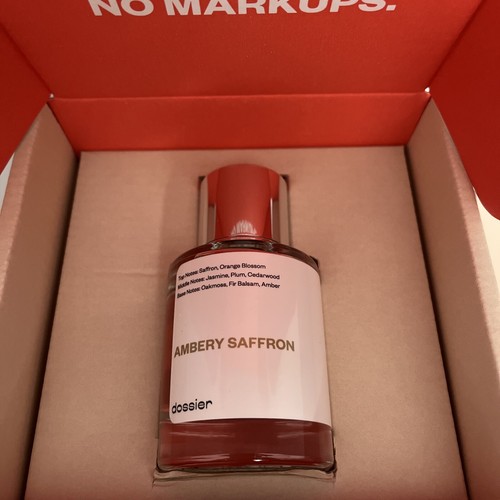 NO MARKUPS.
Top Notes: Saffron, Orange Blossom
Middle Notes: Jasmine, Plum, Cedarwood
Base Notes: Oakmoss, Fir Balsam, Amber
AMBERY SAFFRON
dossier